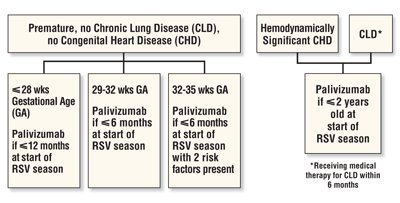 Premature, no Chronic Lung Disease (CLD),
no Congenital Heart Disease (CHD)
⩽28 wks
Gestational Age
(GA)
Palivizumab
if ⩽12 months
at start of
RSV season
29-32 wks GA
Palivizumab
if ⩽6 months
at start of
RSV season
32-35 wks GA
Palivizumab
if ⩽6 months
at start of
RSV season
with 2 risk
factors present
Hemodynamically
Significant CHD
CLD*
Palivizumab
if ⩽2 years
old at
start of
RSV season
*Receiving medical
therapy for CLD within
6 months